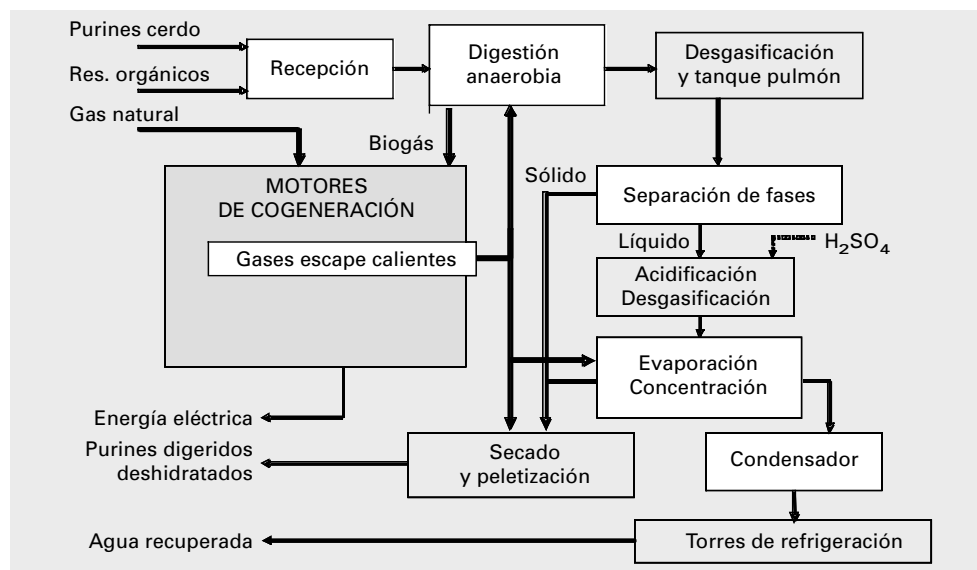 Purines cerdo
Res. orgánicos
Gas natural
Recepción
Digestión
anaerobia
Desgasificación
y tanque pulmón
Biogás
MOTORES
DE COGENERACIÓN
Gases escape calientes
Sólido
Separación de fases
Líquido
H₂SO₄
Acidificación
Desgasificación
Evaporación
Concentración
Energía eléctrica
Purines digeridos
deshidratados
Secado
y peletización
Condensador
Agua recuperada
Torres de refrigeración